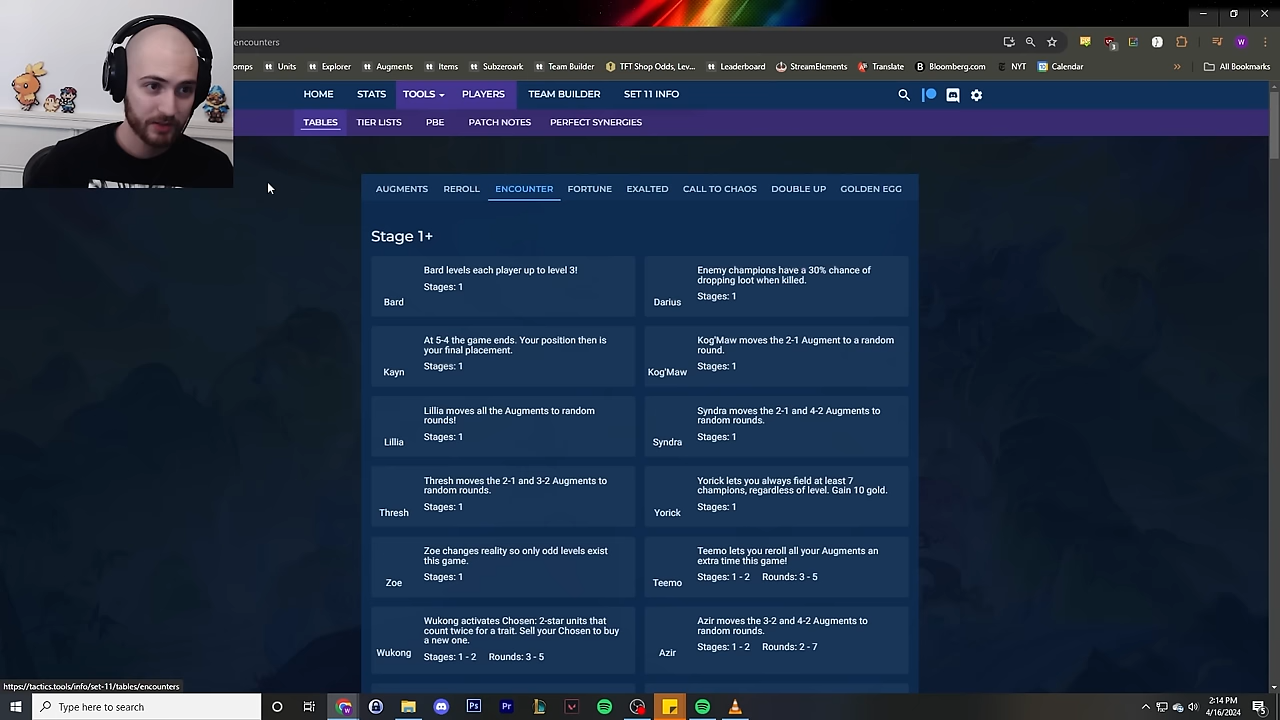 encounters
omps
Units
Explorer
Augments
Items
Subzeroark
Team Builder
TFT Shop Odds, Lev...
Leaderboard
StreamElements
Translate
Bloomberg.com
NYT
Calendar
All Bookmarks
HOME
STATS
TOOLS
PLAYERS
TEAM BUILDER
SET 11 INFO
TABLES
TIER LISTS
PBE
PATCH NOTES
PERFECT SYNERGIES
AUGMENTS
REROLL
ENCOUNTER
FORTUNE
EXALTED
CALL TO CHAOS
DOUBLE UP
GOLDEN EGG
Stage 1+
Bard
Bard levels each player up to level 3!
Stages: 1
Darius
Enemy champions have a 30% chance of
dropping loot when killed.
Stages: 1
Kayn
At 5-4 the game ends. Your position then is
your final placement.
Stages: 1
Kog'Maw
Kog'Maw moves the 2-1 Augment to a random
round.
Stages: 1
Lillia
Lillia moves all the Augments to random
rounds!
Stages: 1
Syndra
Syndra moves the 2-1 and 4-2 Augments to
random rounds.
Stages: 1
Thresh
Thresh moves the 2-1 and 3-2 Augments to
random rounds.
Stages: 1
Yorick
Yorick lets you always field at least 7
champions, regardless of level. Gain 10 gold.
Stages: 1
Zoe
Zoe changes reality so only odd levels exist
this game.
Stages: 1
Teemo
Teemo lets you reroll all your Augments an
extra time this game!
Stages: 1 - 2 Rounds: 3 - 5
Wukong
Wukong activates Chosen: 2-star units that
count twice for a trait. Sell your Chosen to buy
a new one.
Stages: 1 - 2 Rounds: 3 - 5
Azir
Azir moves the 3-2 and 4-2 Augments to
random rounds.
Stages: 1 - 2 Rounds: 2 - 7
https://tactics.tools/info/set-11/tables/encounters
Type here to search
2:14 PM
4/16/2024